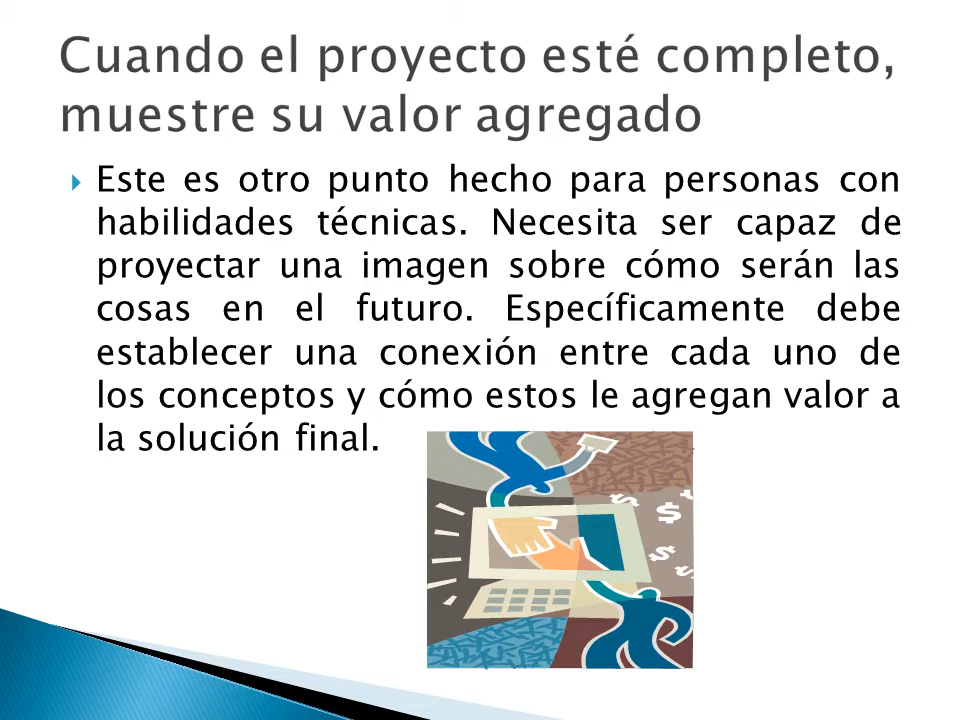 Cuando el proyecto esté completo,
muestre su valor agregado
Este es otro punto hecho para personas con
habilidades técnicas. Necesita ser capaz de
proyectar una imagen sobre cómo serán las
cosas en el futuro. Específicamente debe
establecer una conexión entre cada uno de
los conceptos y cómo estos le agregan valor a
la solución final.